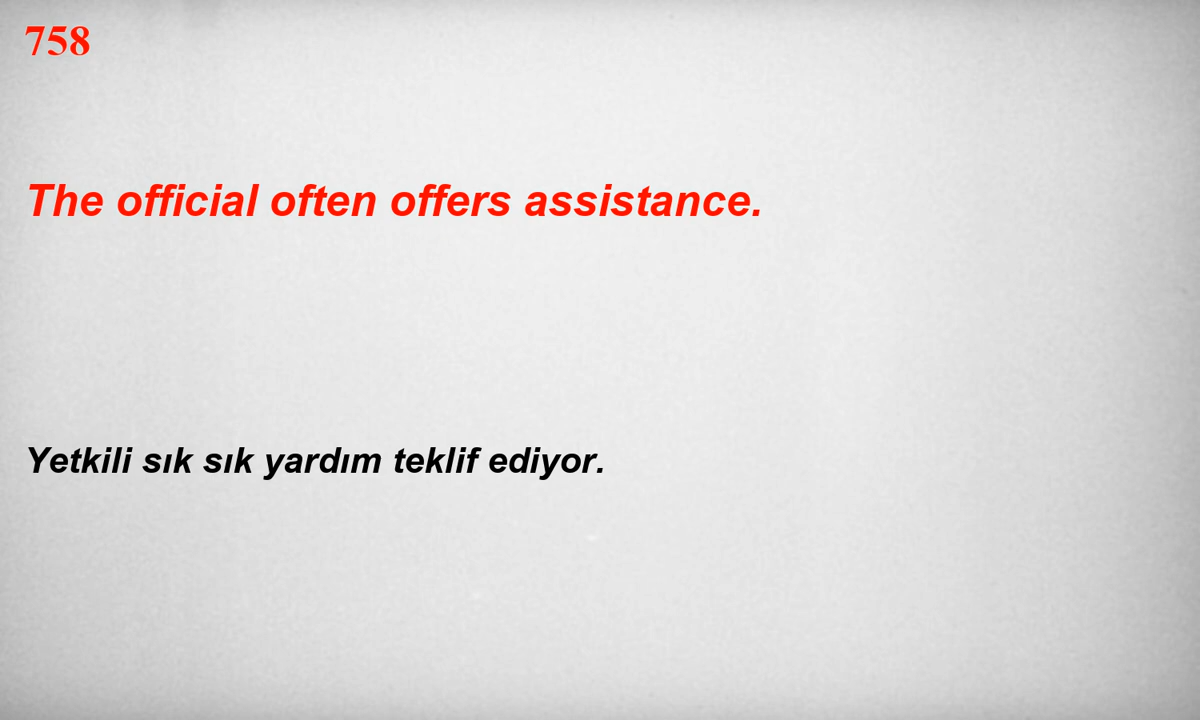 758
The official often offers assistance.
Yetkili sık sık yardım teklif ediyor.